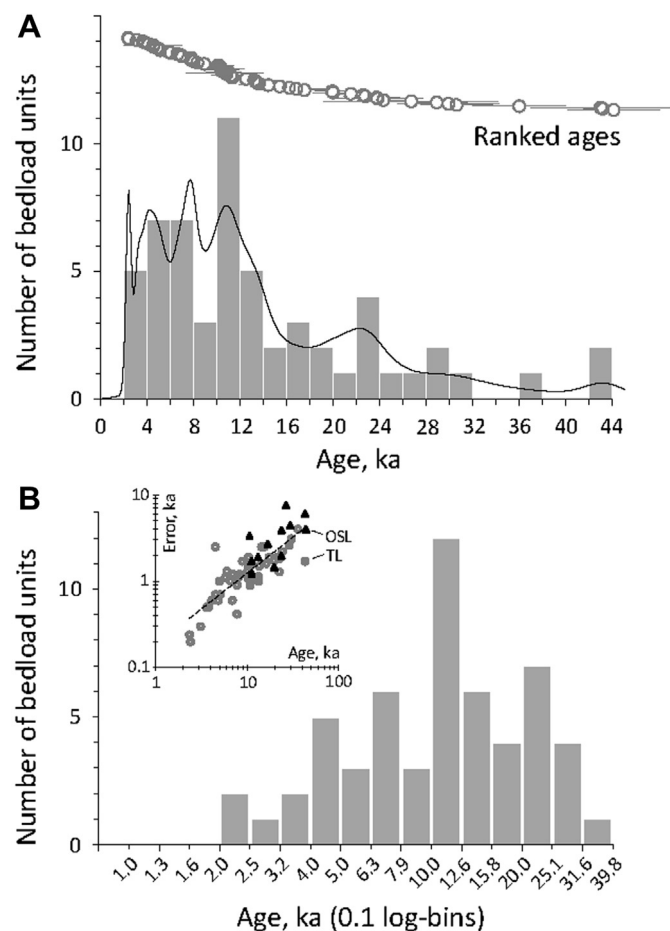 A
Number of bedload units
10
5
0
Ranked ages
0 4 8 12 16 20 24 28 32 36 40 44
Age, ka
B
Number of bedload units
10
5
0
Error, ka
10
1
0.1
OSL
TL
Age, ka
1 10 100
1.0 1.3 1.6 2.0 2.5 3.2 4.0 5.0 6.3 7.9 10.0 12.6 15.8 20.0 25.1 31.6 39.8
Age, ka (0.1 log-bins)